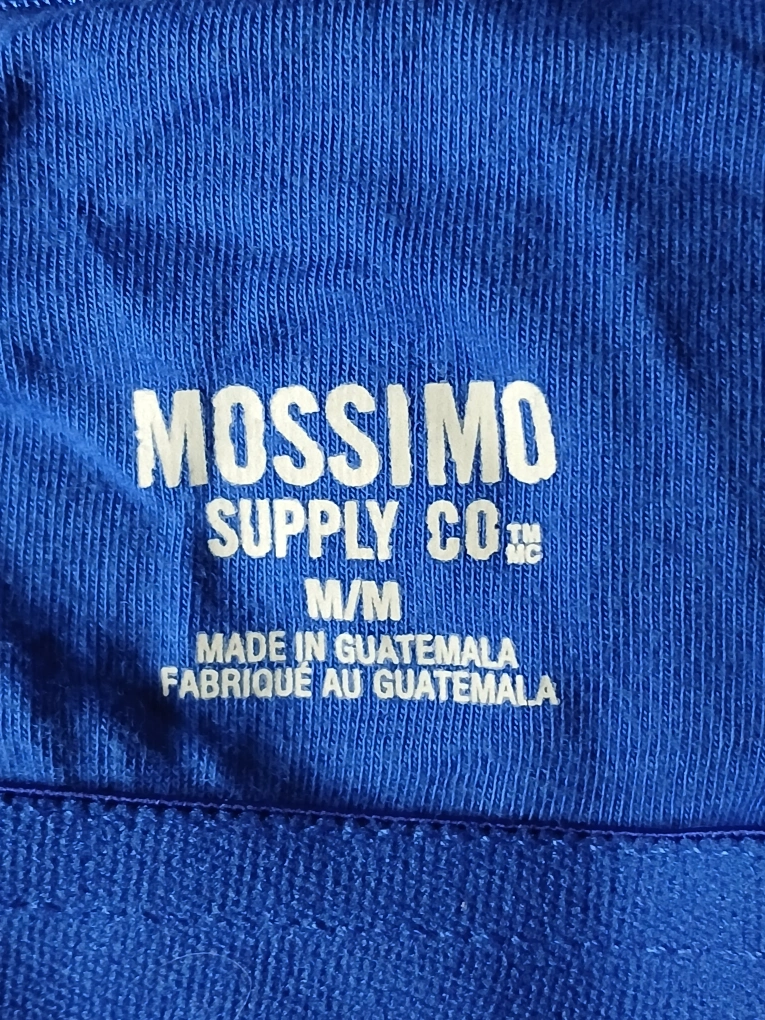 MOSSIMO
SUPPLY CO TM
MC
M/M
MADE IN GUATEMALA
FABRIQUÉ AU GUATEMALA